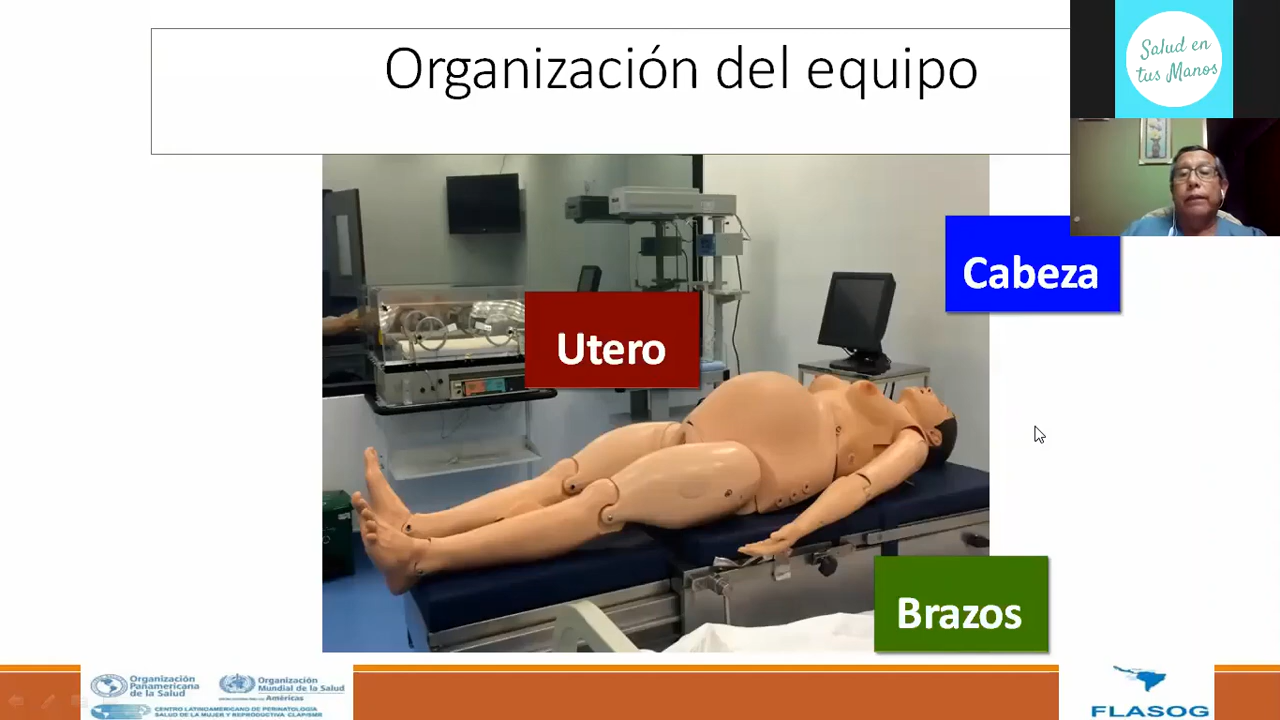 Organización del equipo
Salud en
tus Manos
Cabeza
Utero
Brazos
Organización
Panamericana
de la Salud
Organización
Mundial de la Salud
Américas
CENTRO LATINOAMERICANO DE PERINATOLOGÍA
SALUD DE LA MUJER Y REPRODUCTIVA CLAP/SMR
FLASOG